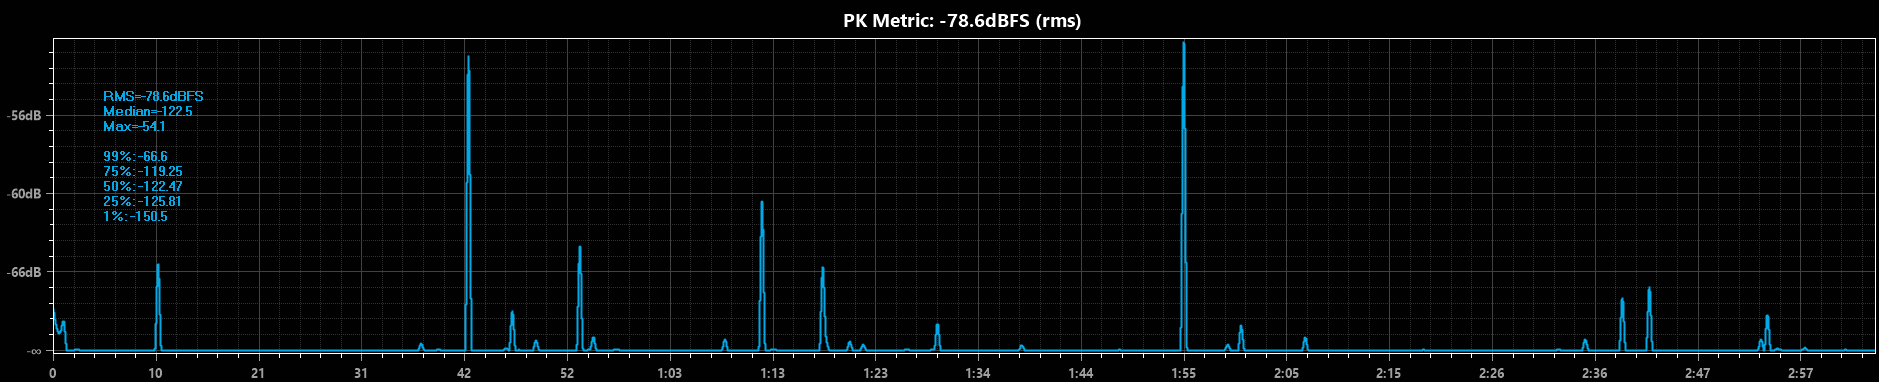 PK Metric: -78.6dBFS (rms)
RMS=-78.6dBFS
Median=-122.5
Max=-54.1
99%:-66.6
75%:-119.25
50%:-122.47
25%:-125.81
1%:-150.5
-56dB
-60dB
-66dB
-∞
0 10 21 31 42 52 1:03 1:13 1:23 1:34 1:44 1:55 2:05 2:15 2:26 2:36 2:47 2:57